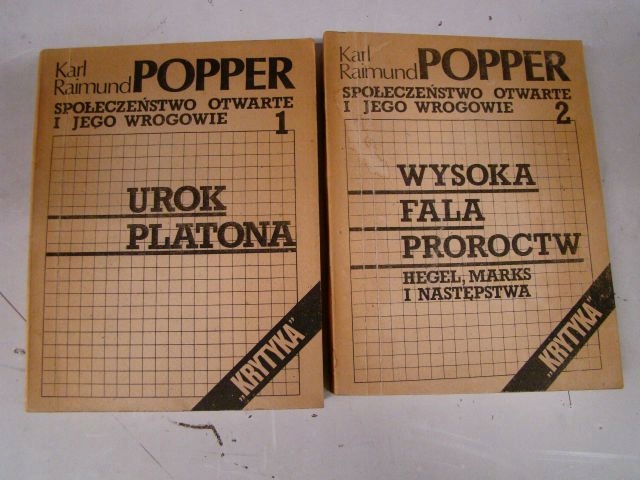 Karl
Raimund POPPER
SPOŁECZEŃSTWO OTWARTE
I JEGO WROGOWIE 1
UROK
PLATONA
„KRYTYKA”
Karl
Raimund POPPER
SPOŁECZEŃSTWO OTWARTE
I JEGO WROGOWIE 2
WYSOKA
FALA
PROROCTW
HEGEL, MARKS
I NASTĘPSTWA
„KRYTYKA”